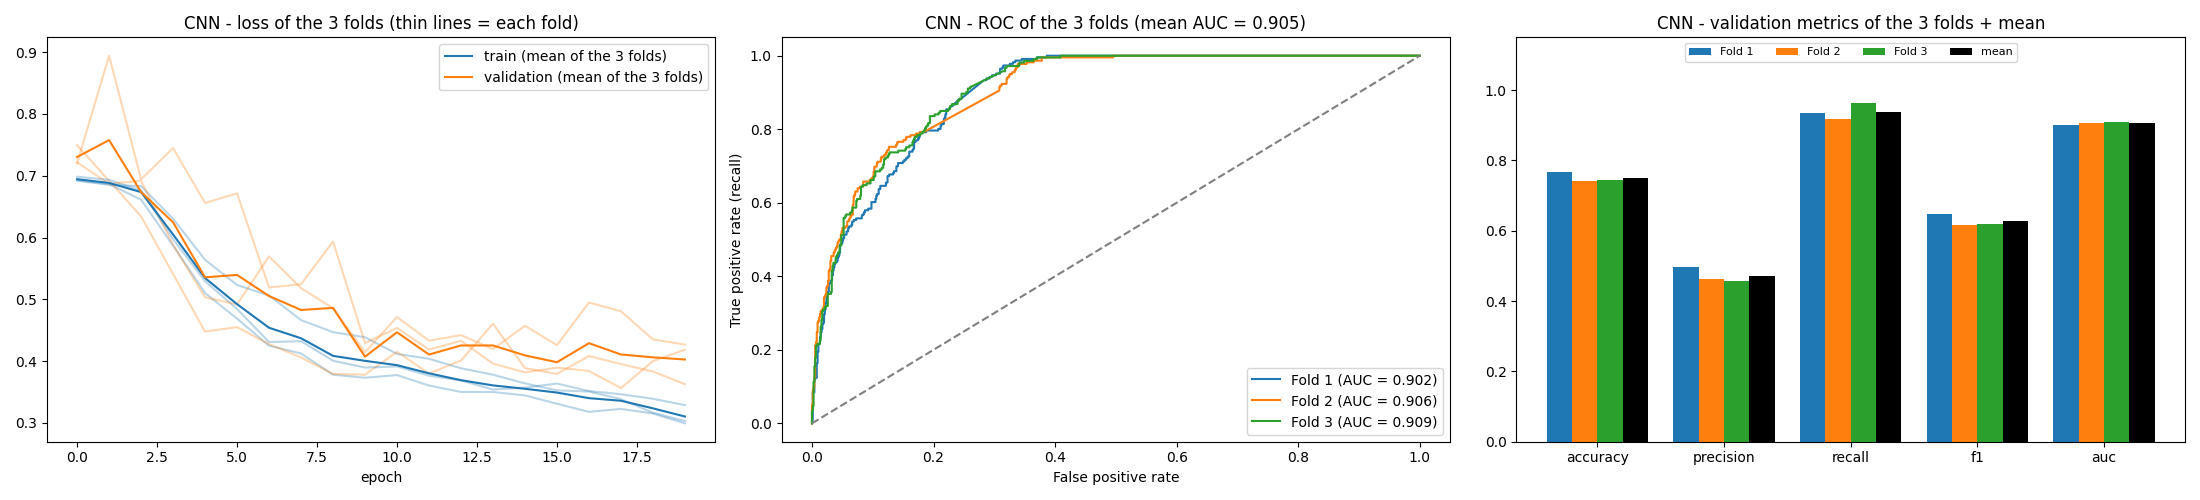 CNN - loss of the 3 folds (thin lines = each fold)
train (mean of the 3 folds)
validation (mean of the 3 folds)
0.9
0.8
0.7
0.6
0.5
0.4
0.3
0.0 2.5 5.0 7.5 10.0 12.5 15.0 17.5
epoch
CNN - ROC of the 3 folds (mean AUC = 0.905)
True positive rate (recall)
1.0
0.8
0.6
0.4
0.2
0.0
Fold 1 (AUC = 0.902)
Fold 2 (AUC = 0.906)
Fold 3 (AUC = 0.909)
0.0 0.2 0.4 0.6 0.8 1.0
False positive rate
CNN - validation metrics of the 3 folds + mean
Fold 1 Fold 2 Fold 3 mean
1.0
0.8
0.6
0.4
0.2
0.0
accuracy precision recall f1 auc